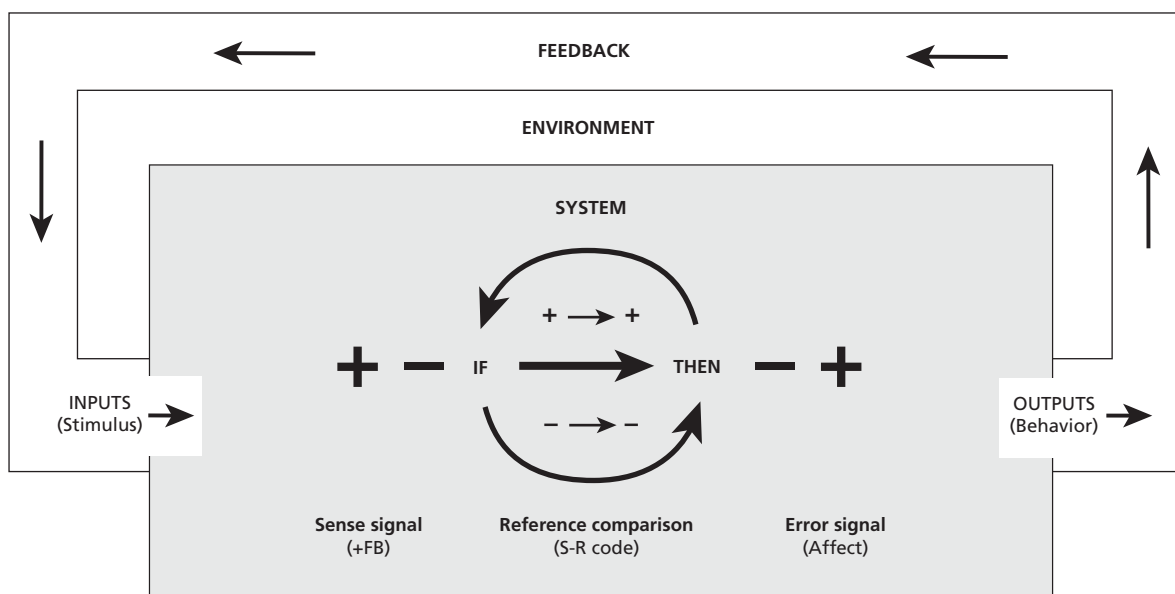 FEEDBACK
ENVIRONMENT
SYSTEM
+ → +
+ − IF → THEN − +
− → −
INPUTS
(Stimulus)
OUTPUTS
(Behavior)
Sense signal
(+FB)
Reference comparison
(S-R code)
Error signal
(Affect)